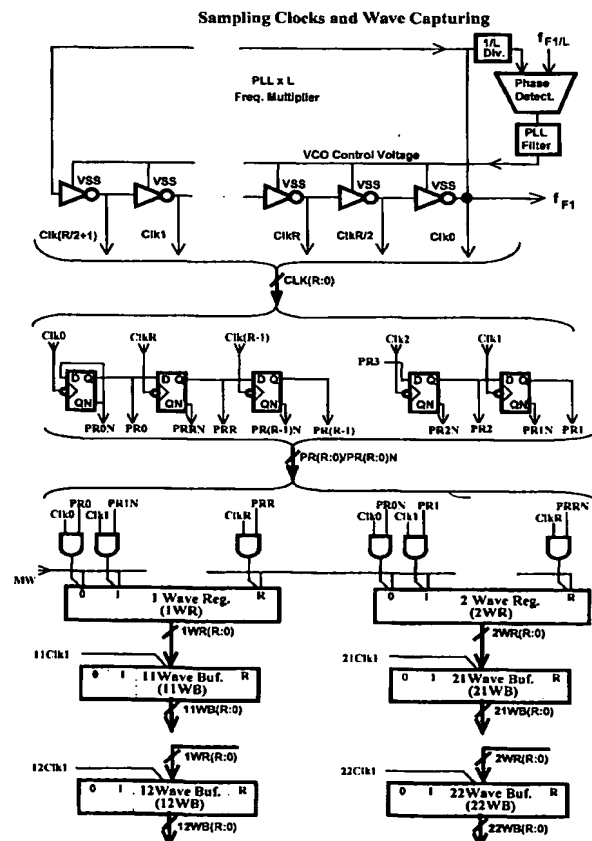 Sampling Clocks and Wave Capturing
1/L Div.
fF1/L
PLL x L
Freq. Multiplier
Phase Detect.
PLL Filter
VCO Control Voltage
VSS VSS VSS VSS VSS
fF1
Clk(R/2+1) Clk1 ClkR ClkR/2 Clk0
CLK(R:0)
Clk0 ClkR Clk(R-1) Clk2 Clk1
PR3
D Q D Q D Q D Q D Q
QN QN QN QN QN
PR0N PR0 PRRN PRR PR(R-1)N PR(R-1) PR2N PR2 PR1N PR1
PR(R:0)/PR(R:0)N
PR0 PR1N PRR PR0N PR1 PRRN
Clk0 Clk1 ClkR Clk0 Clk1 ClkR
MW
0 1 1 Wave Reg. R 0 1 2 Wave Reg. R
(1WR) (2WR)
1WR(R:0) 2WR(R:0)
11Clk1 21Clk1
0 1 11Wave Buf. R 0 1 21Wave Buf. R
(11WB) (21WB)
11WB(R:0) 21WB(R:0)
1WR(R:0) 2WR(R:0)
12Clk1 22Clk1
0 1 12Wave Buf. R 0 1 22Wave Buf. R
(12WB) (22WB)
12WB(R:0) 22WB(R:0)